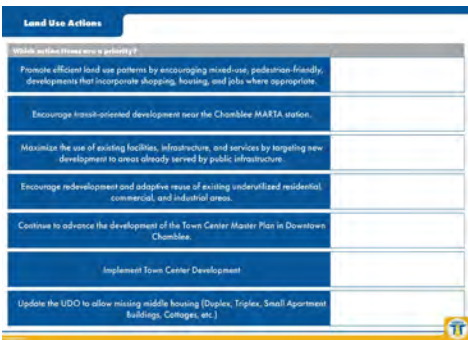 Land Use Actions
Which action items are a priority?
Promote efficient land use patterns by encouraging mixed-use, pedestrian-friendly,
developments that incorporate shopping, housing, and jobs where appropriate.
Encourage transit-oriented development near the Chamblee MARTA station.
Maximize the use of existing facilities, infrastructure, and services by targeting new
development to areas already served by public infrastructure.
Encourage redevelopment and adaptive reuse of existing underutilized residential,
commercial, and industrial areas.
Continue to advance the development of the Town Center Master Plan in Downtown
Chamblee.
Implement Town Center Development
Update the UDO to allow missing middle housing (Duplex, Triplex, Small Apartment
buildings, Cottages, etc.)